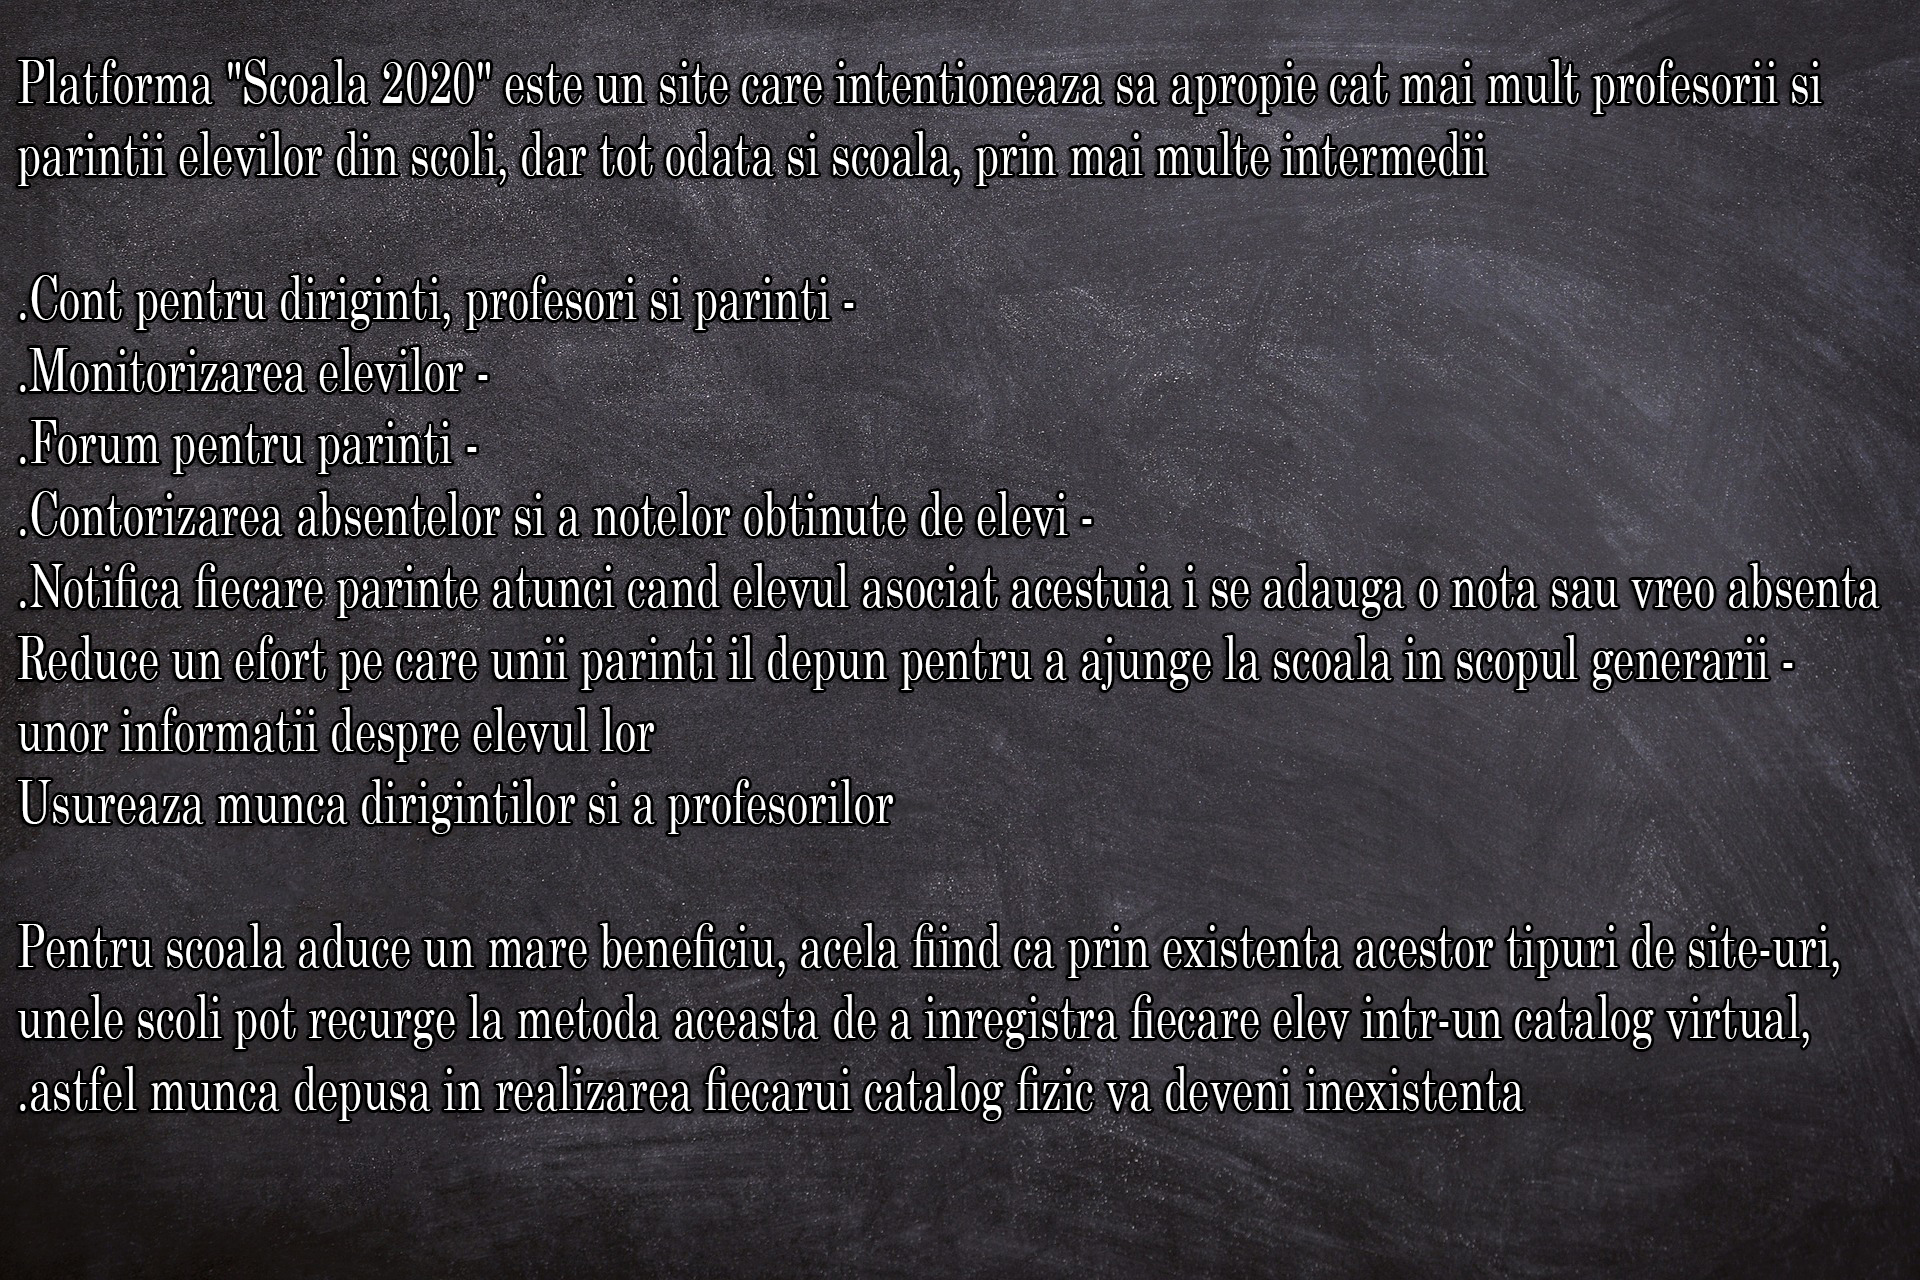 Platforma "Scoala 2020" este un site care intentioneaza sa apropie cat mai mult profesorii si
parintii elevilor din scoli, dar tot odata si scoala, prin mai multe intermedii
.Cont pentru diriginti, profesori si parinti -
.Monitorizarea elevilor -
.Forum pentru parinti -
.Contorizarea absentelor si a notelor obtinute de elevi -
.Notifica fiecare parinte atunci cand elevul asociat acestuia i se adauga o nota sau vreo absenta
Reduce un efort pe care unii parinti il depun pentru a ajunge la scoala in scopul generarii -
unor informatii despre elevul lor
Usureaza munca dirigintilor si a profesorilor
Pentru scoala aduce un mare beneficiu, acela fiind ca prin existenta acestor tipuri de site-uri,
unele scoli pot recurge la metoda aceasta de a inregistra fiecare elev intr-un catalog virtual,
.astfel munca depusa in realizarea fiecarui catalog fizic va deveni inexistenta